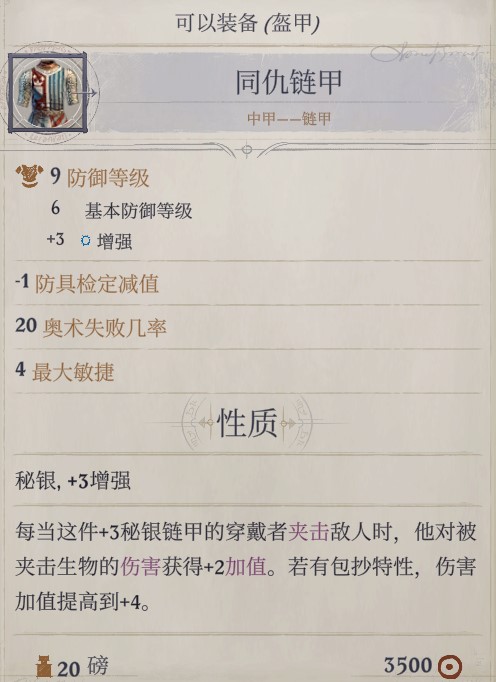 可以装备 (盔甲)
同仇链甲
中甲——链甲
9 防御等级
6 基本防御等级
+3 增强
-1 防具检定减值
20 奥术失败几率
4 最大敏捷
性质
秘银, +3增强
每当这件+3秘银链甲的穿戴者夹击敌人时，他对被
夹击生物的伤害获得+2加值。若有包抄特性，伤害
加值提高到+4。
20 磅
3500